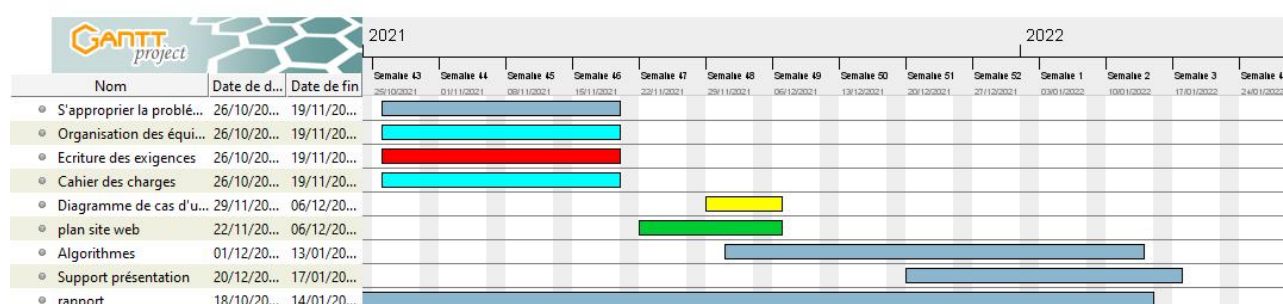 GANTT
project
2021 2022
Semaine 43 Semaine 44 Semaine 45 Semaine 46 Semaine 47 Semaine 48 Semaine 49 Semaine 50 Semaine 51 Semaine 52 Semaine 1 Semaine 2 Semaine 3 Semaine 4
Nom Date de d... Date de fin
25/10/2021 01/11/2021 08/11/2021 15/11/2021 22/11/2021 29/11/2021 06/12/2021 13/12/2021 20/12/2021 27/12/2021 03/01/2022 10/01/2022 17/01/2022 24/01/2022
S'approprier la problé... 26/10/20... 19/11/20...
Organisation des équi... 26/10/20... 19/11/20...
Ecriture des exigences 26/10/20... 19/11/20...
Cahier des charges 26/10/20... 19/11/20...
Diagramme de cas d'u... 29/11/20... 06/12/20...
plan site web 22/11/20... 06/12/20...
Algorithmes 01/12/20... 13/01/20...
Support présentation 20/12/20... 17/01/20...
rapport 18/10/20... 14/01/20...